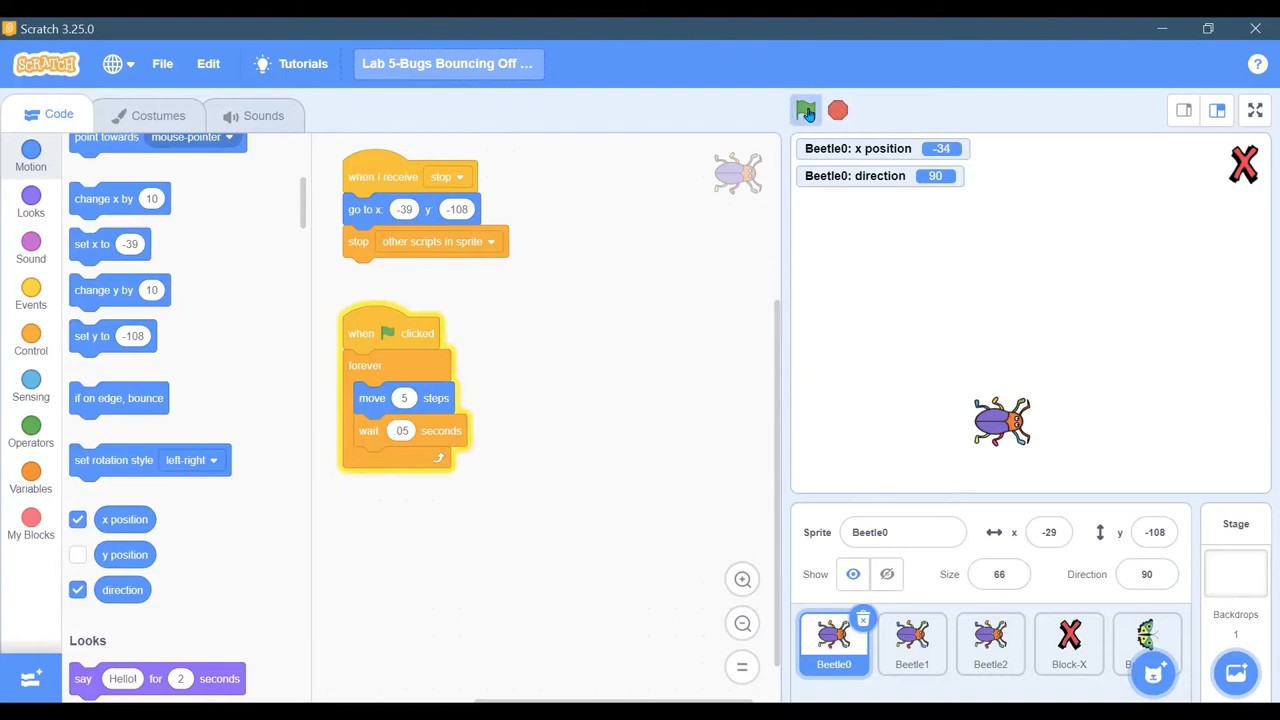 Scratch 3.25.0
SCRATCH
File
Edit
Tutorials
Lab 5-Bugs Bouncing Off ...
?
Code
Costumes
Sounds
Motion
Looks
Sound
Events
Control
Sensing
Operators
Variables
My Blocks
point towards mouse-pointer
change x by 10
set x to -39
change y by 10
set y to -108
if on edge, bounce
set rotation style left-right
x position
y position
direction
Looks
say Hello! for 2 seconds
when I receive stop
go to x: -39 y: -108
stop other scripts in sprite
when clicked
forever
move 5 steps
wait .05 seconds
Beetle0: x position -34
Beetle0: direction 90
Sprite Beetle0 x -29 y -108
Show Size 66 Direction 90
Beetle0
Beetle1
Beetle2
Block-X
Stage
Backdrops
1